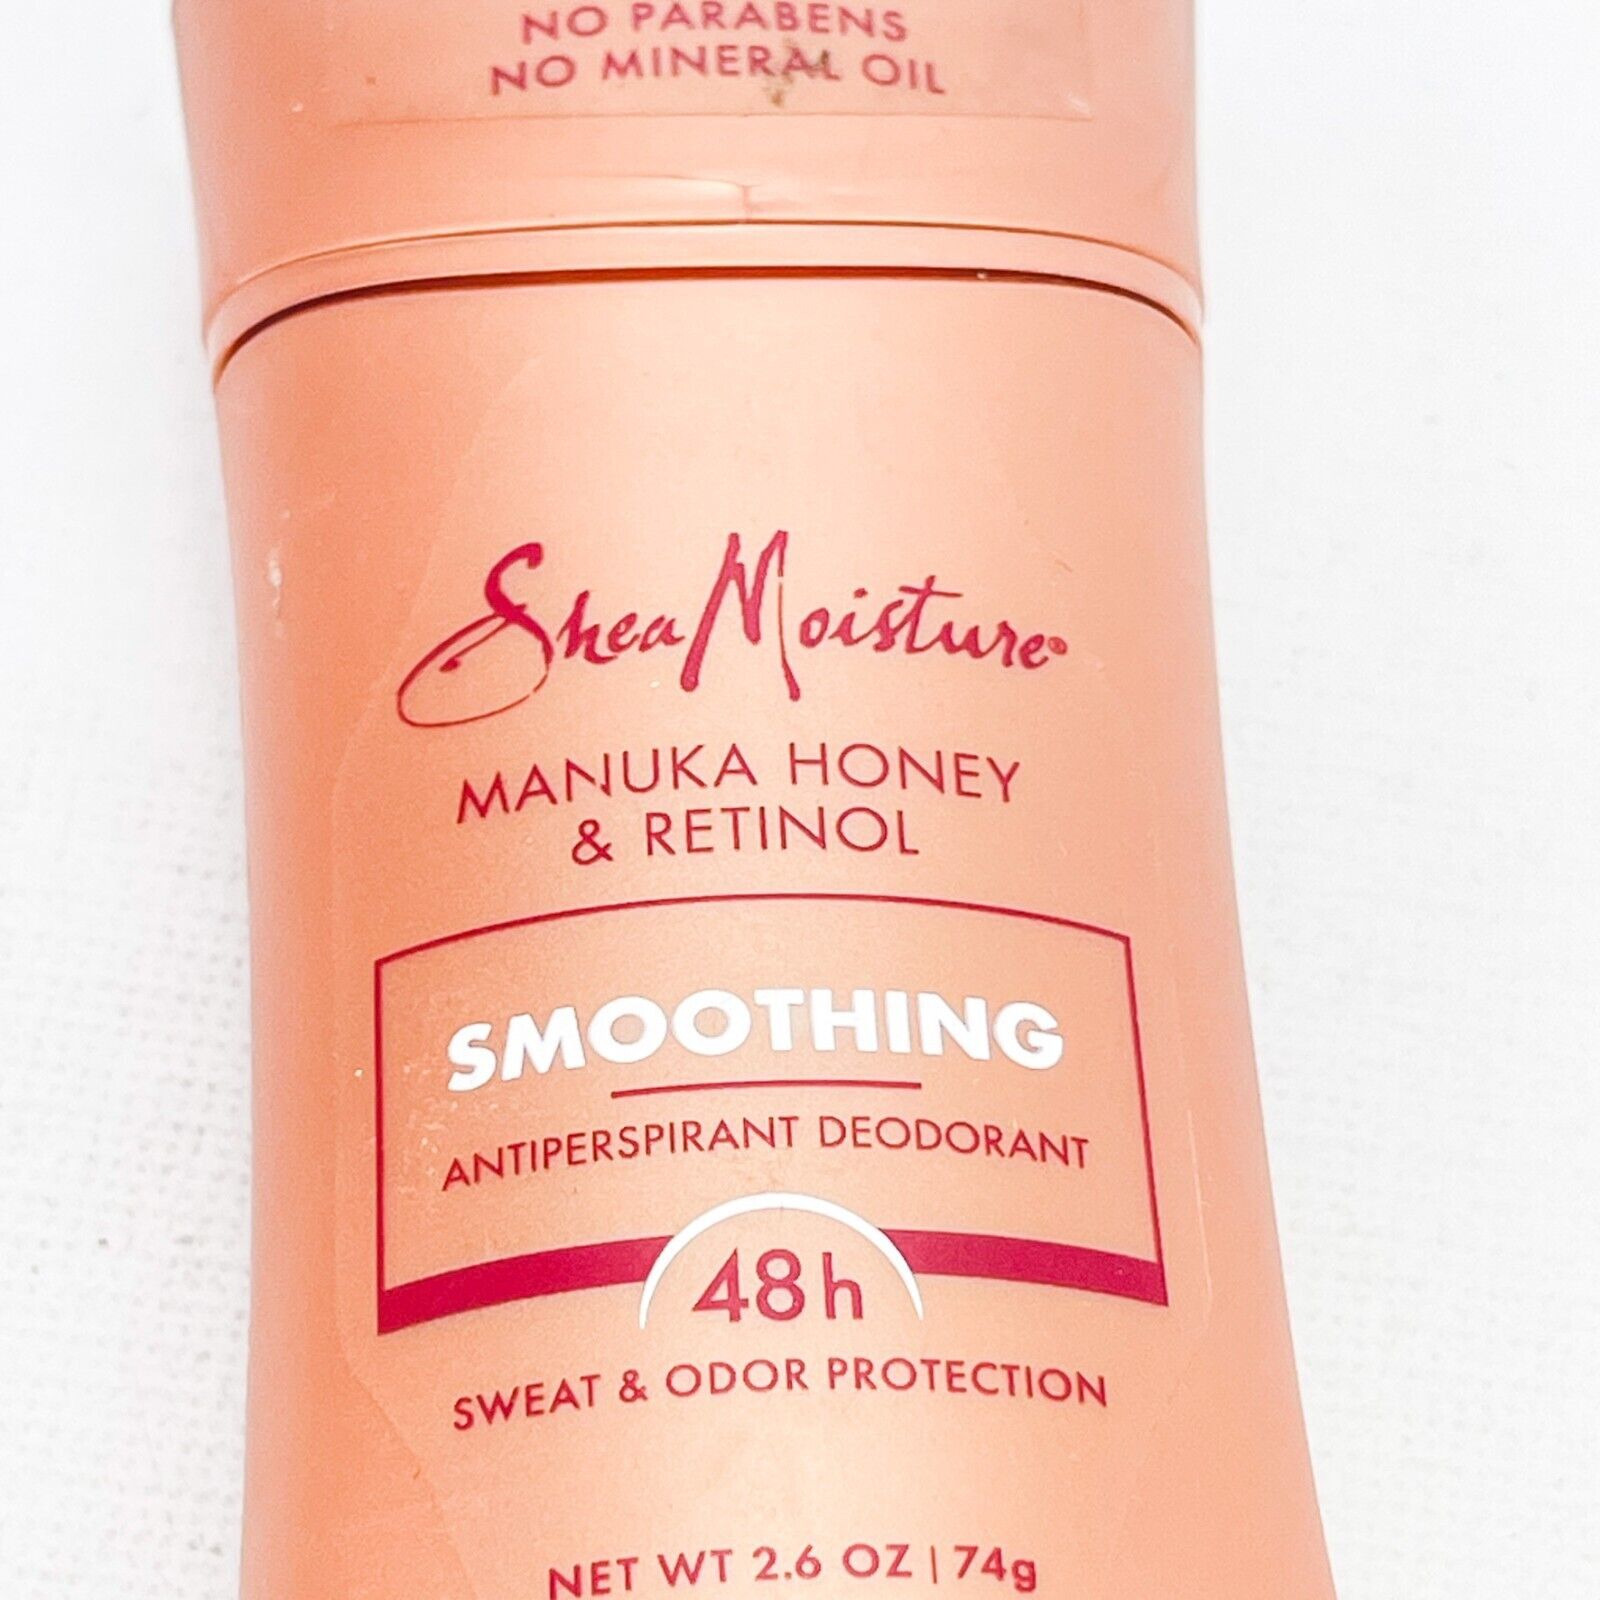 NO PARABENS
NO MINERAL OIL
SheaMoisture®
MANUKA HONEY
& RETINOL
SMOOTHING
ANTIPERSPIRANT DEODORANT
48h
SWEAT & ODOR PROTECTION
NET WT 2.6 OZ | 74g